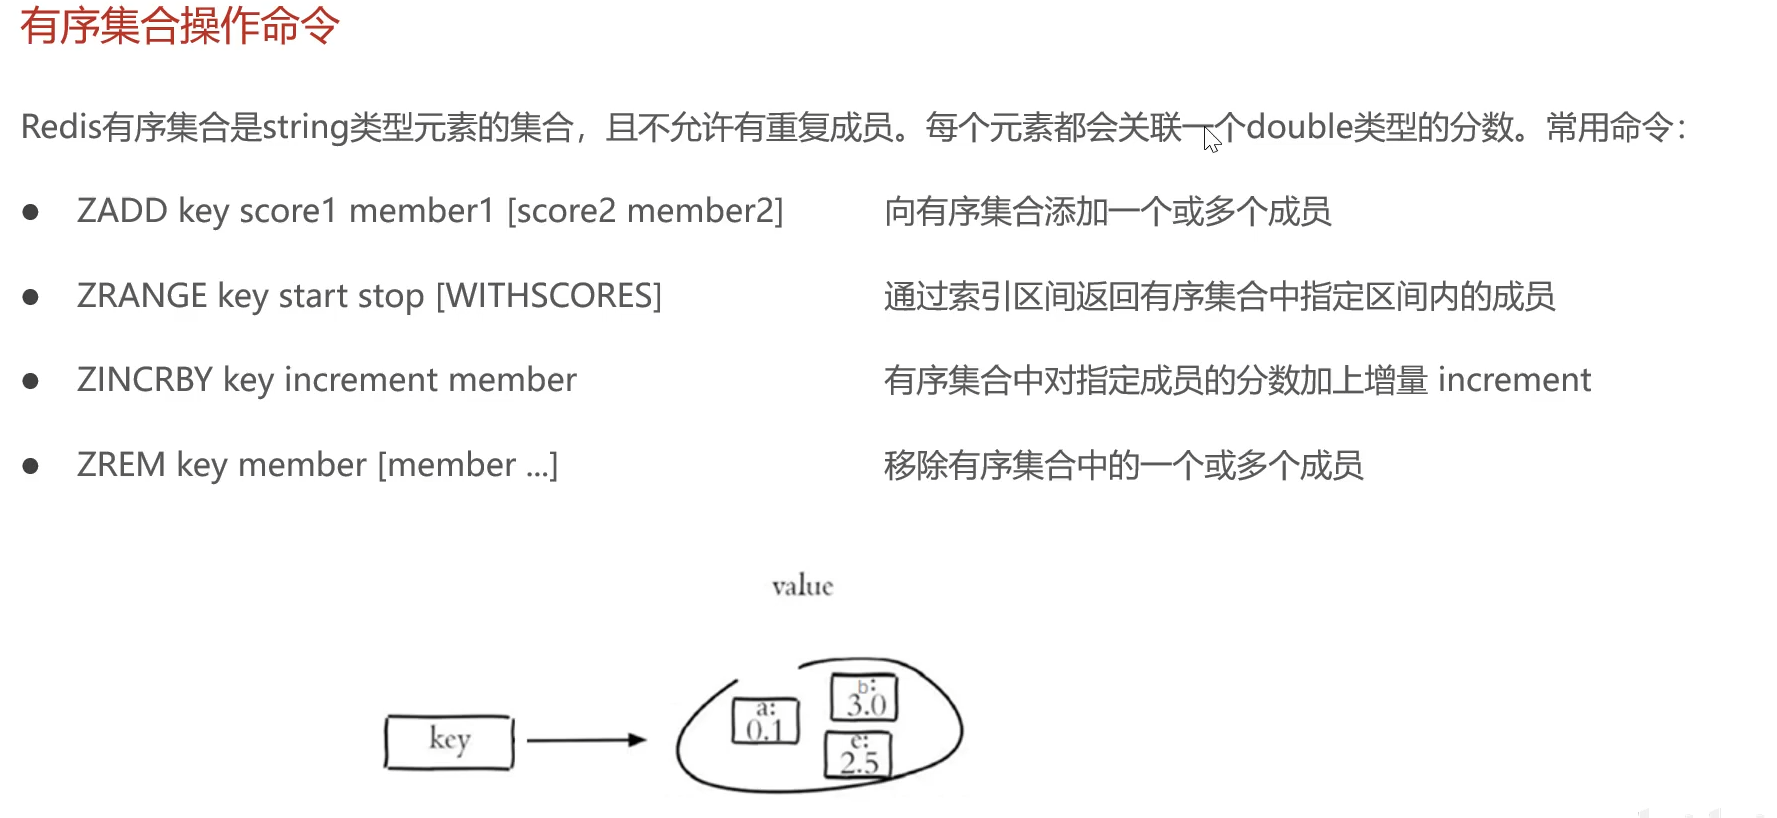 有序集合操作命令
Redis有序集合是string类型元素的集合，且不允许有重复成员。每个元素都会关联一个double类型的分数。常用命令：
● ZADD key score1 member1 [score2 member2] 向有序集合添加一个或多个成员
● ZRANGE key start stop [WITHSCORES] 通过索引区间返回有序集合中指定区间内的成员
● ZINCRBY key increment member 有序集合中对指定成员的分数加上增量 increment
● ZREM key member [member ...] 移除有序集合中的一个或多个成员
value
key
a:
0.1
b:
3.0
e:
2.5